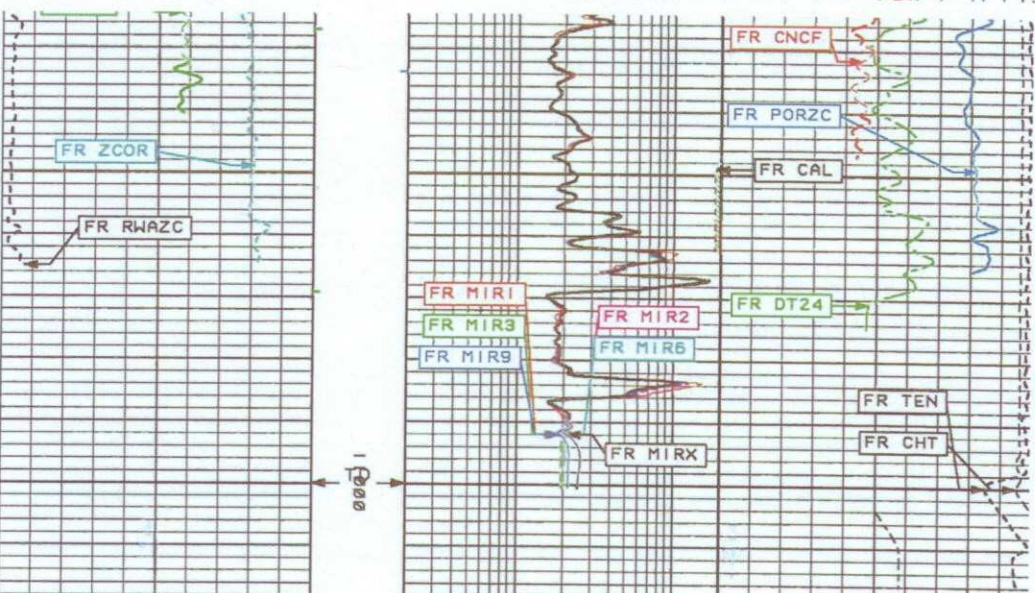 FR CNCF
FR ZCOR
FR PORZC
FR CAL
FR RWAZC
FR MIR1
FR MIR2
FR DT24
FR MIR3
FR MIR6
FR MIR9
FR TEN
FR CHT
FR MIRX